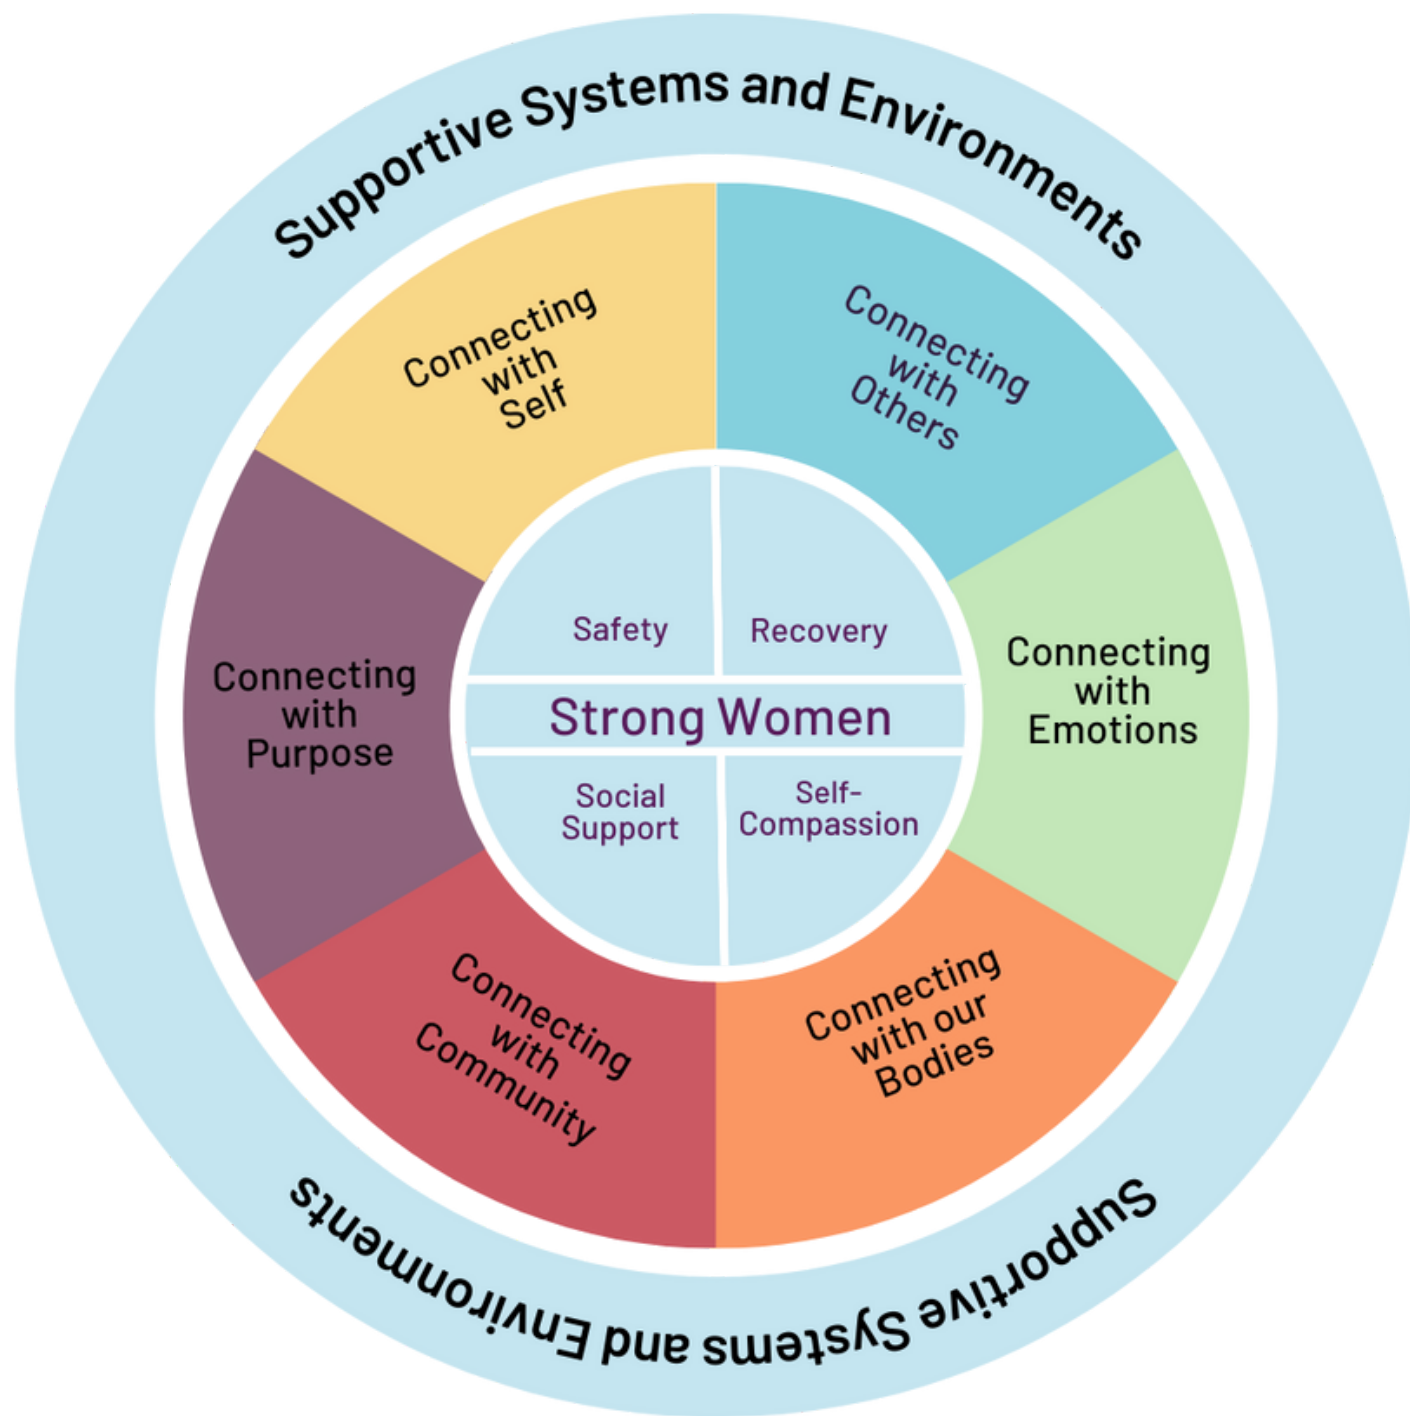 Supportive Systems and Environments
Connecting
with
Self
Connecting
with
Others
Connecting
with
Purpose
Safety
Recovery
Strong Women
Social
Support
Self-
Compassion
Connecting
with
Emotions
Connecting
with
Community
Connecting
with our
Bodies
Supportive Systems and Environments